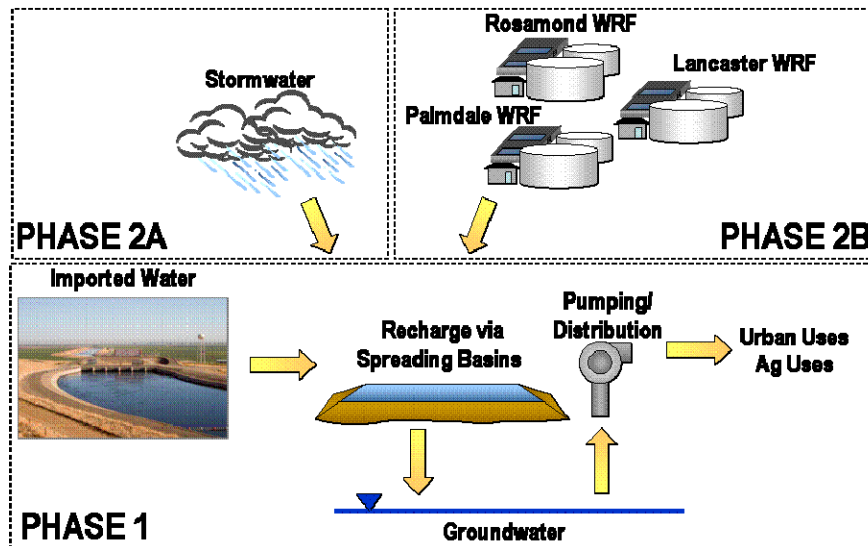 Stormwater
PHASE 2A
Rosamond WRF
Lancaster WRF
Palmdale WRF
PHASE 2B
Imported Water
Recharge via
Spreading Basins
Pumping/
Distribution
Urban Uses
Ag Uses
Groundwater
PHASE 1